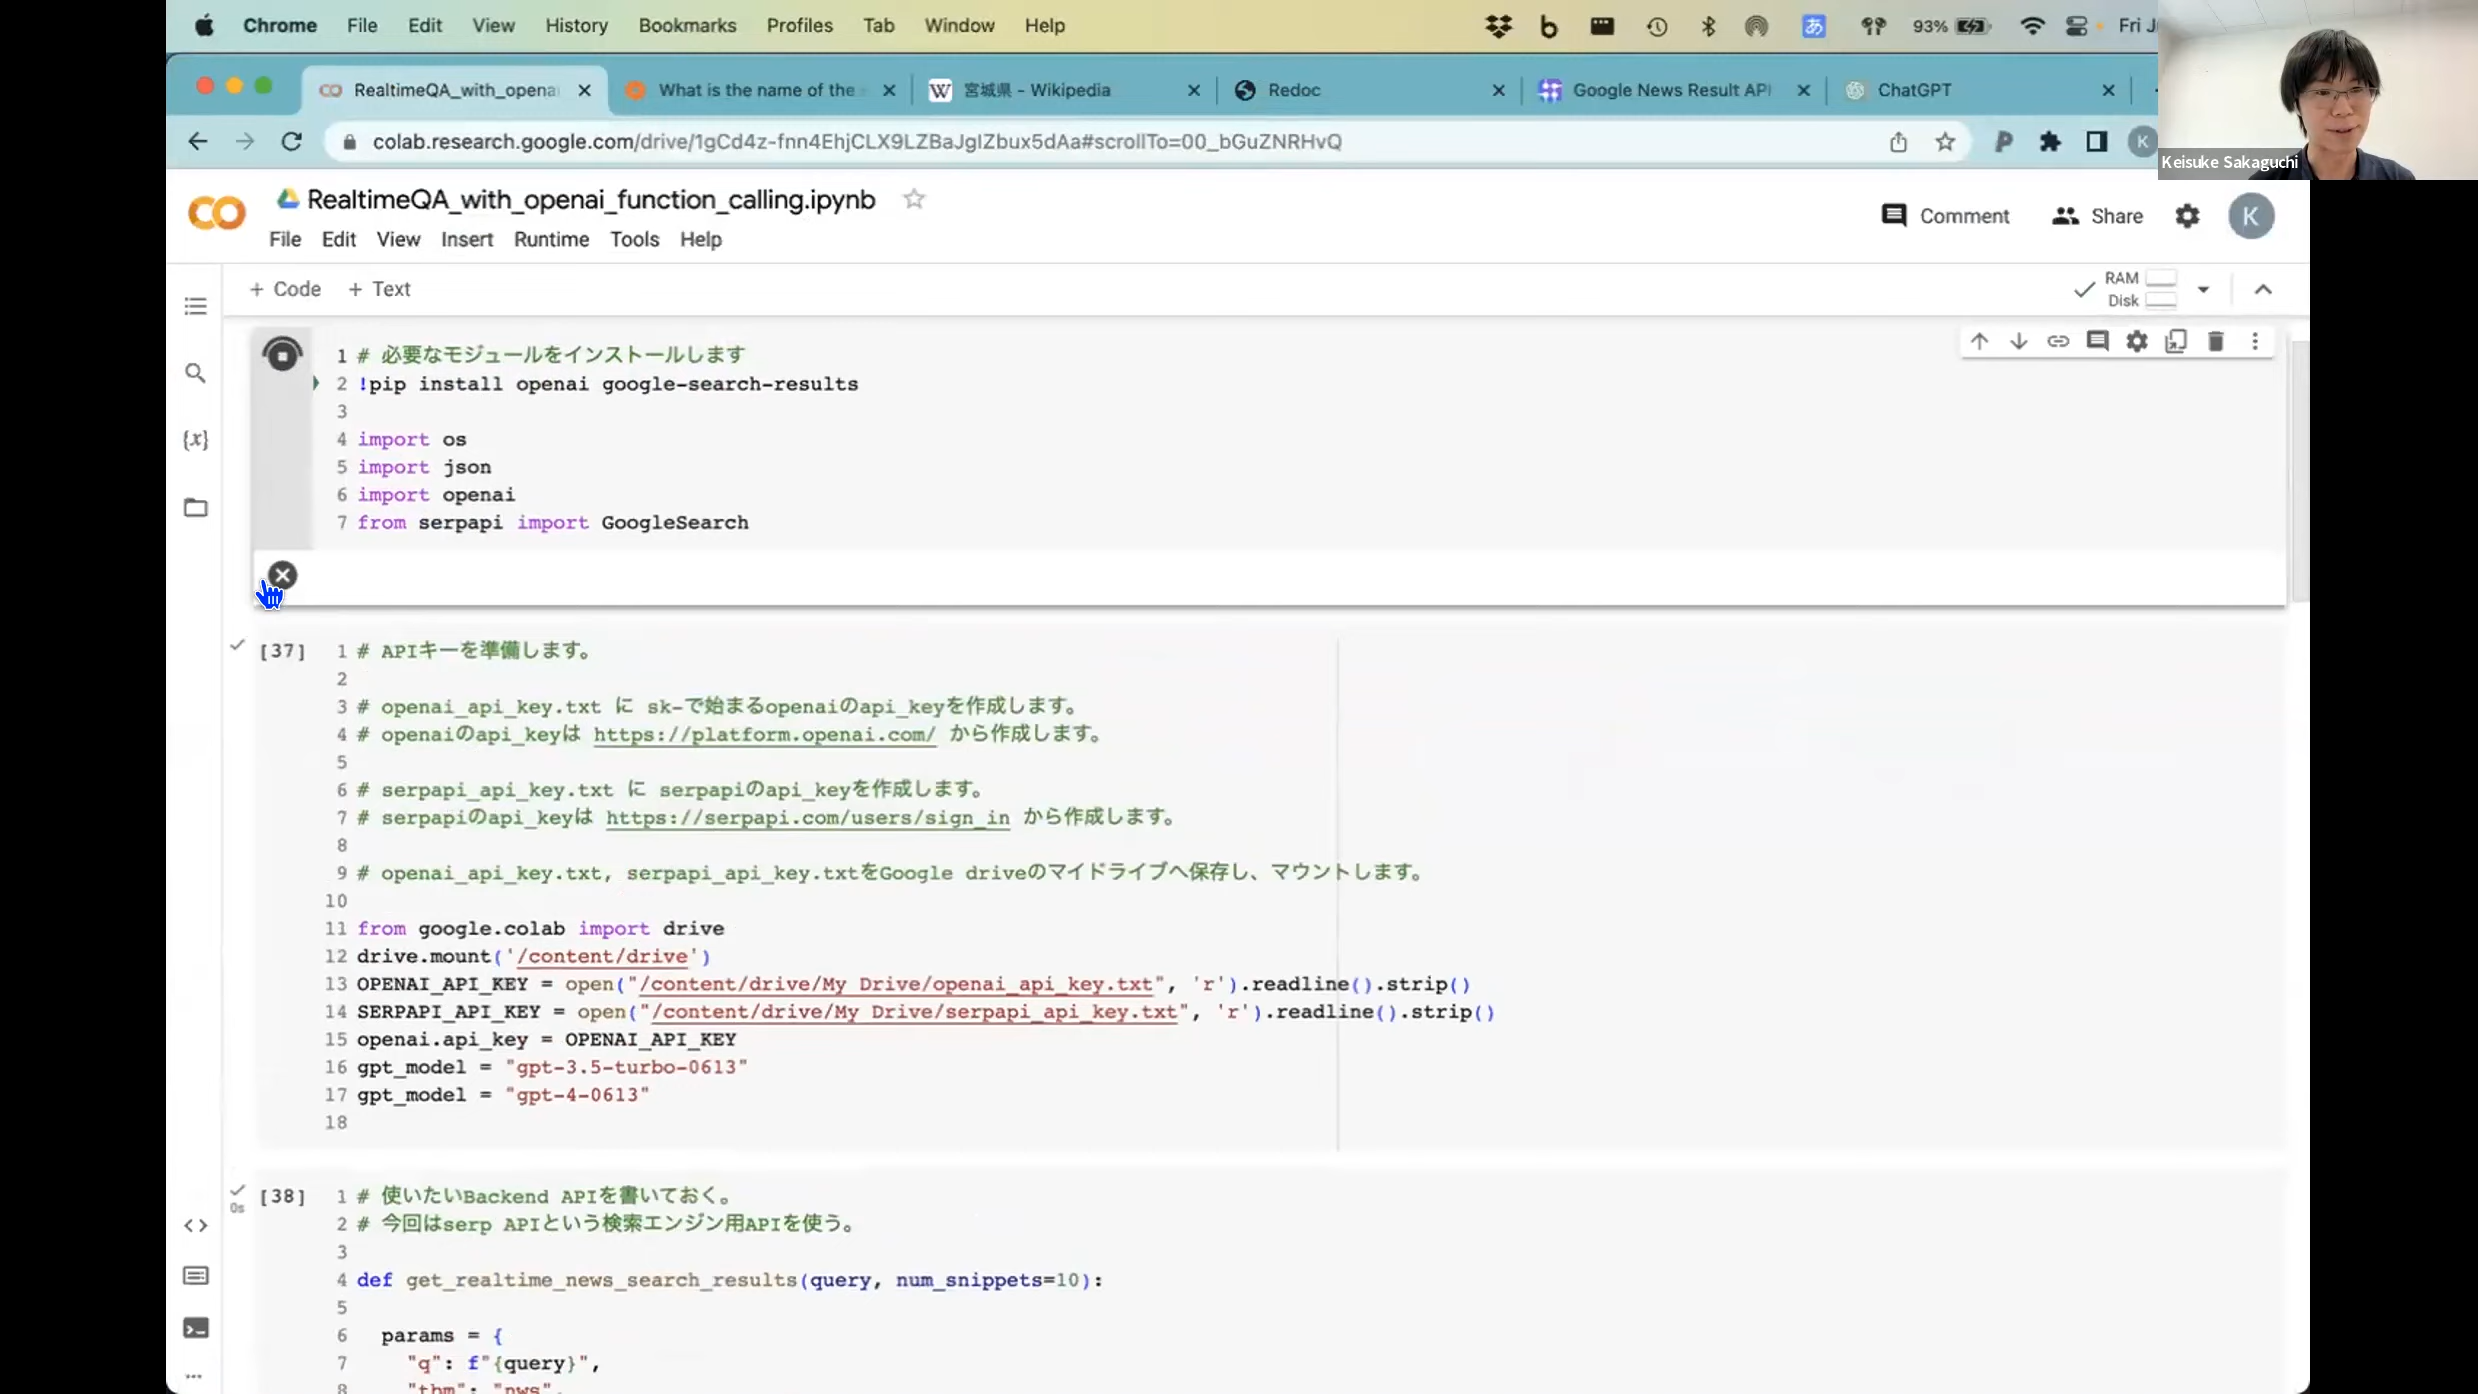 Chrome File Edit View History Bookmarks Profiles Tab Window Help あ 93% Fri J
RealtimeQA_with_opena What is the name of the 宮城県 - Wikipedia Redoc Google News Result API ChatGPT
colab.research.google.com/drive/1gCd4z-fnn4EhjCLX9LZBaJglZbux5dAa#scrollTo=00_bGuZNRHvQ K
Keisuke Sakaguchi
RealtimeQA_with_openai_function_calling.ipynb
Comment Share K
File Edit View Insert Runtime Tools Help
+ Code + Text
RAM
Disk
1 # 必要なモジュールをインストールします
2 !pip install openai google-search-results
3
4 import os
5 import json
6 import openai
7 from serpapi import GoogleSearch
[37] 1 # APIキーを準備します。
2
3 # openai_api_key.txt に sk-で始まるopenaiのapi_keyを作成します。
4 # openaiのapi_keyは https://platform.openai.com/ から作成します。
5
6 # serpapi_api_key.txt に serpapiのapi_keyを作成します。
7 # serpapiのapi_keyは https://serpapi.com/users/sign_in から作成します。
8
9 # openai_api_key.txt, serpapi_api_key.txtをGoogle driveのマイドライブへ保存し、マウントします。
10
11 from google.colab import drive
12 drive.mount('/content/drive')
13 OPENAI_API_KEY = open("/content/drive/My Drive/openai_api_key.txt", 'r').readline().strip()
14 SERPAPI_API_KEY = open("/content/drive/My Drive/serpapi_api_key.txt", 'r').readline().strip()
15 openai.api_key = OPENAI_API_KEY
16 gpt_model = "gpt-3.5-turbo-0613"
17 gpt_model = "gpt-4-0613"
18
[38] 1 # 使いたいBackend APIを書いておく。
0s
2 # 今回はserp APIという検索エンジン用APIを使う。
3
4 def get_realtime_news_search_results(query, num_snippets=10):
5
6 params = {
7 "q": f"{query}",
8 "tbm": "nws",